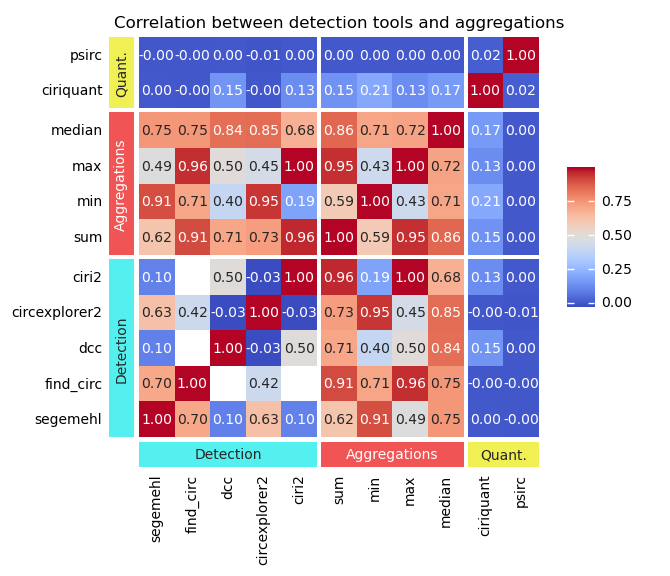 Correlation between detection tools and aggregations
psirc -0.00 -0.00 0.00 -0.01 0.00 0.00 0.00 0.00 0.00 0.02 1.00
Quant.
ciriquant 0.00 -0.00 0.15 -0.00 0.13 0.15 0.21 0.13 0.17 1.00 0.02
median 0.75 0.75 0.84 0.85 0.68 0.86 0.71 0.72 1.00 0.17 0.00
max 0.49 0.96 0.50 0.45 1.00 0.95 0.43 1.00 0.72 0.13 0.00
Aggregations
min 0.91 0.71 0.40 0.95 0.19 0.59 1.00 0.43 0.71 0.21 0.00
sum 0.62 0.91 0.71 0.73 0.96 1.00 0.59 0.95 0.86 0.15 0.00
ciri2 0.10 0.50 -0.03 1.00 0.96 0.19 1.00 0.68 0.13 0.00
circexplorer2 0.63 0.42 -0.03 1.00 -0.03 0.73 0.95 0.45 0.85 -0.00 -0.01
Detection
dcc 0.10 1.00 -0.03 0.50 0.71 0.40 0.50 0.84 0.15 0.00
find_circ 0.70 1.00 0.42 0.91 0.71 0.96 0.75 -0.00 -0.00
segemehl 1.00 0.70 0.10 0.63 0.10 0.62 0.91 0.49 0.75 0.00 -0.00
Detection Aggregations Quant.
segemehl
find_circ
dcc
circexplorer2
ciri2
sum
min
max
median
ciriquant
psirc
0.75
0.50
0.25
0.00